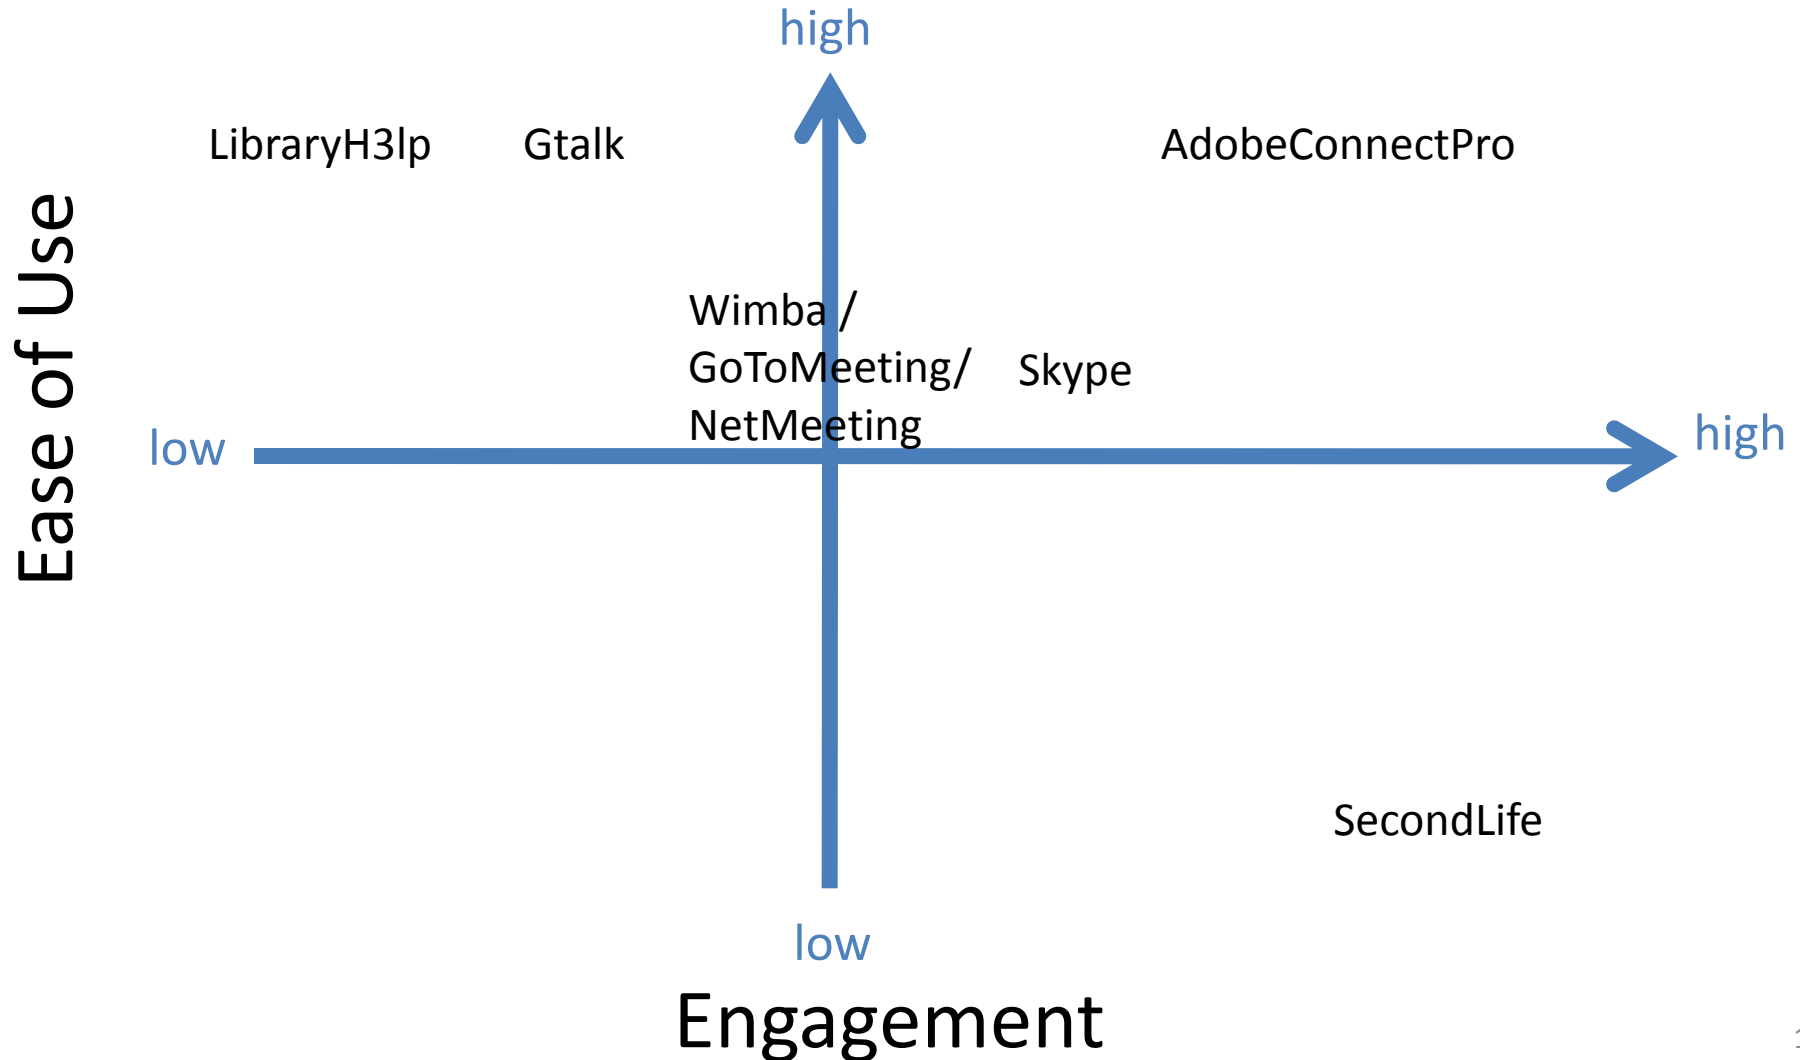 high
LibraryH3lp
Gtalk
AdobeConnectPro
Ease of Use
Wimba /
GoToMeeting/
NetMeeting
Skype
low
high
SecondLife
low
Engagement